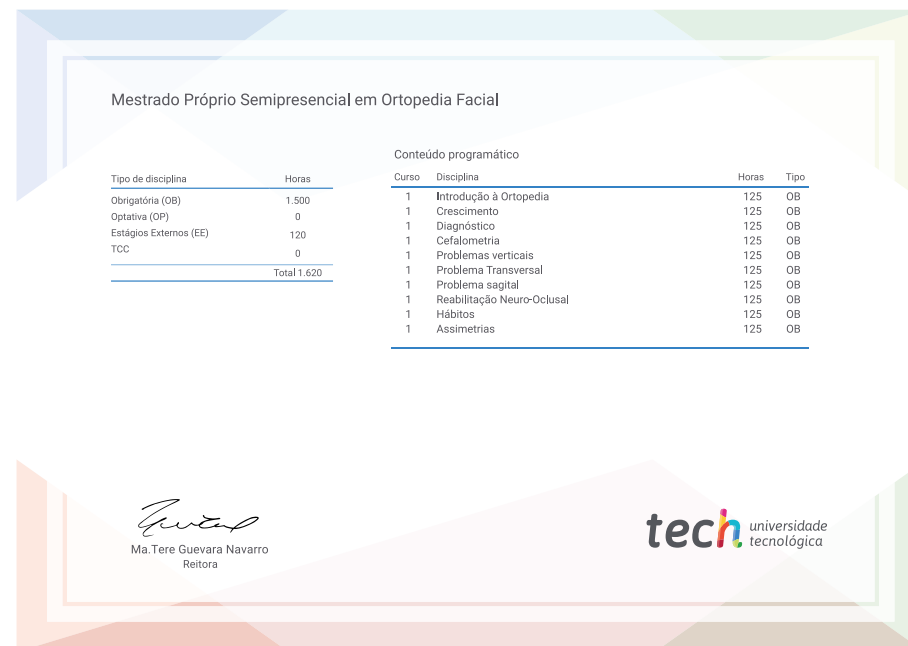 Mestrado Próprio Semipresencial em Ortopedia Facial
Tipo de disciplina Horas
Obrigatória (OB) 1.500
Optativa (OP) 0
Estágios Externos (EE) 120
TCC 0
Total 1.620
Conteúdo programático
Curso Disciplina Horas Tipo
1 Introdução à Ortopedia 125 OB
1 Crescimento 125 OB
1 Diagnóstico 125 OB
1 Cefalometria 125 OB
1 Problemas verticais 125 OB
1 Problema Transversal 125 OB
1 Problema sagital 125 OB
1 Reabilitação Neuro-Oclusal 125 OB
1 Hábitos 125 OB
1 Assimetrias 125 OB
Ma.Tere Guevara Navarro
Reitora
tech universidade
tecnológica